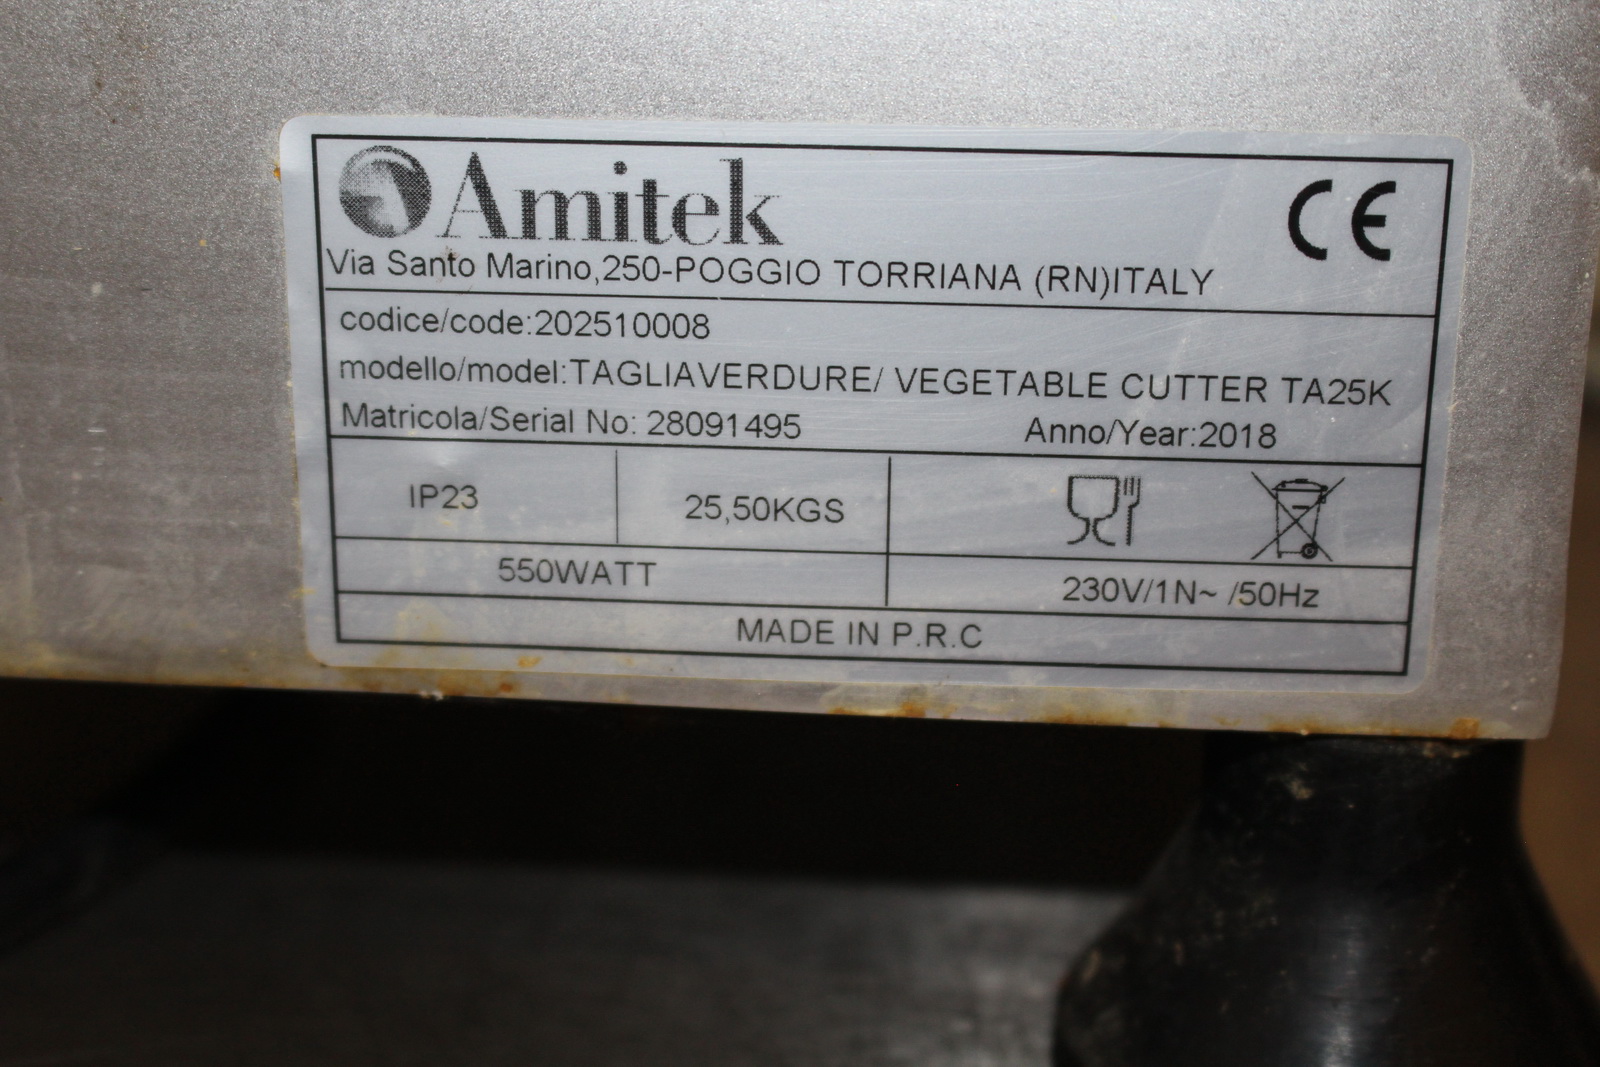 Amitek
CE
Via Santo Marino,250-POGGIO TORRIANA (RN)ITALY
codice/code:202510008
modello/model:TAGLIAVERDURE/ VEGETABLE CUTTER TA25K
Matricola/Serial No: 28091495 Anno/Year:2018
IP23 25,50KGS
550WATT 230V/1N~ /50Hz
MADE IN P.R.C